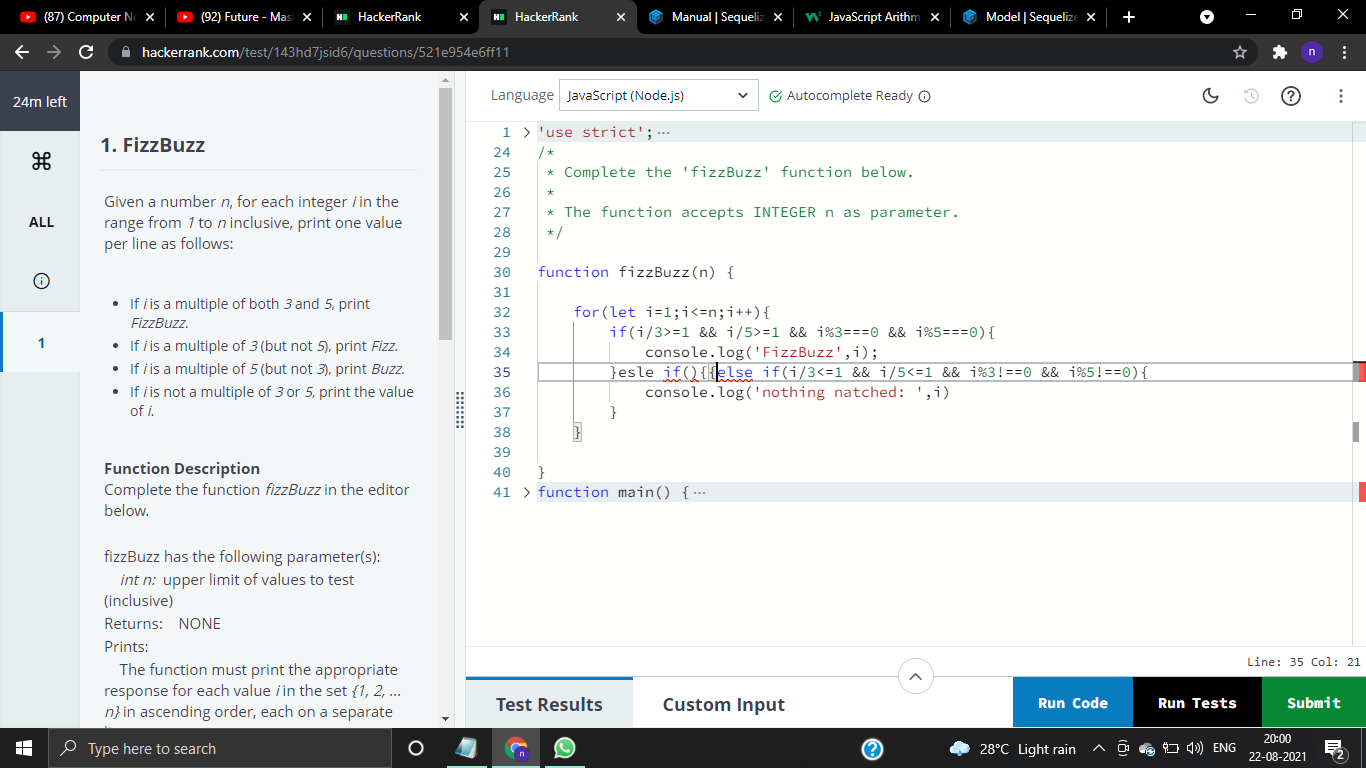 (87) Computer Ne
(92) Future - Mas
HackerRank
HackerRank
Manual | Sequeliz
JavaScript Arithm
Model | Sequelize
hackerrank.com/test/143hd7jsid6/questions/521e954e6ff11
n
24m left
ALL
1
1. FizzBuzz
Given a number n, for each integer i in the
range from 1 to n inclusive, print one value
per line as follows:
If i is a multiple of both 3 and 5, print
FizzBuzz.
If i is a multiple of 3 (but not 5), print Fizz.
If i is a multiple of 5 (but not 3), print Buzz.
If i is not a multiple of 3 or 5, print the value
of i.
Function Description
Complete the function fizzBuzz in the editor
below.
fizzBuzz has the following parameter(s):
int n: upper limit of values to test
(inclusive)
Returns: NONE
Prints:
The function must print the appropriate
response for each value i in the set {1, 2, ...
n} in ascending order, each on a separate
Language JavaScript (Node.js) Autocomplete Ready
1 'use strict'; ...
24 /*
25 * Complete the 'fizzBuzz' function below.
26 *
27 * The function accepts INTEGER n as parameter.
28 */
29
30 function fizzBuzz(n) {
31
32 for(let i=1;i<=n;i++){
33 if(i/3>=1 && i/5>=1 && i%3===0 && i%5===0){
34 console.log('FizzBuzz',i);
35 }esle if(){{else if(i/3<=1 && i/5<=1 && i%3!==0 && i%5!==0){
36 console.log('nothing natched: ',i)
37 }
38 }
39
40 }
41 function main() { ...
Line: 35 Col: 21
Test Results
Custom Input
Run Code
Run Tests
Submit
Type here to search
28°C Light rain
ENG
20:00
22-08-2021
2